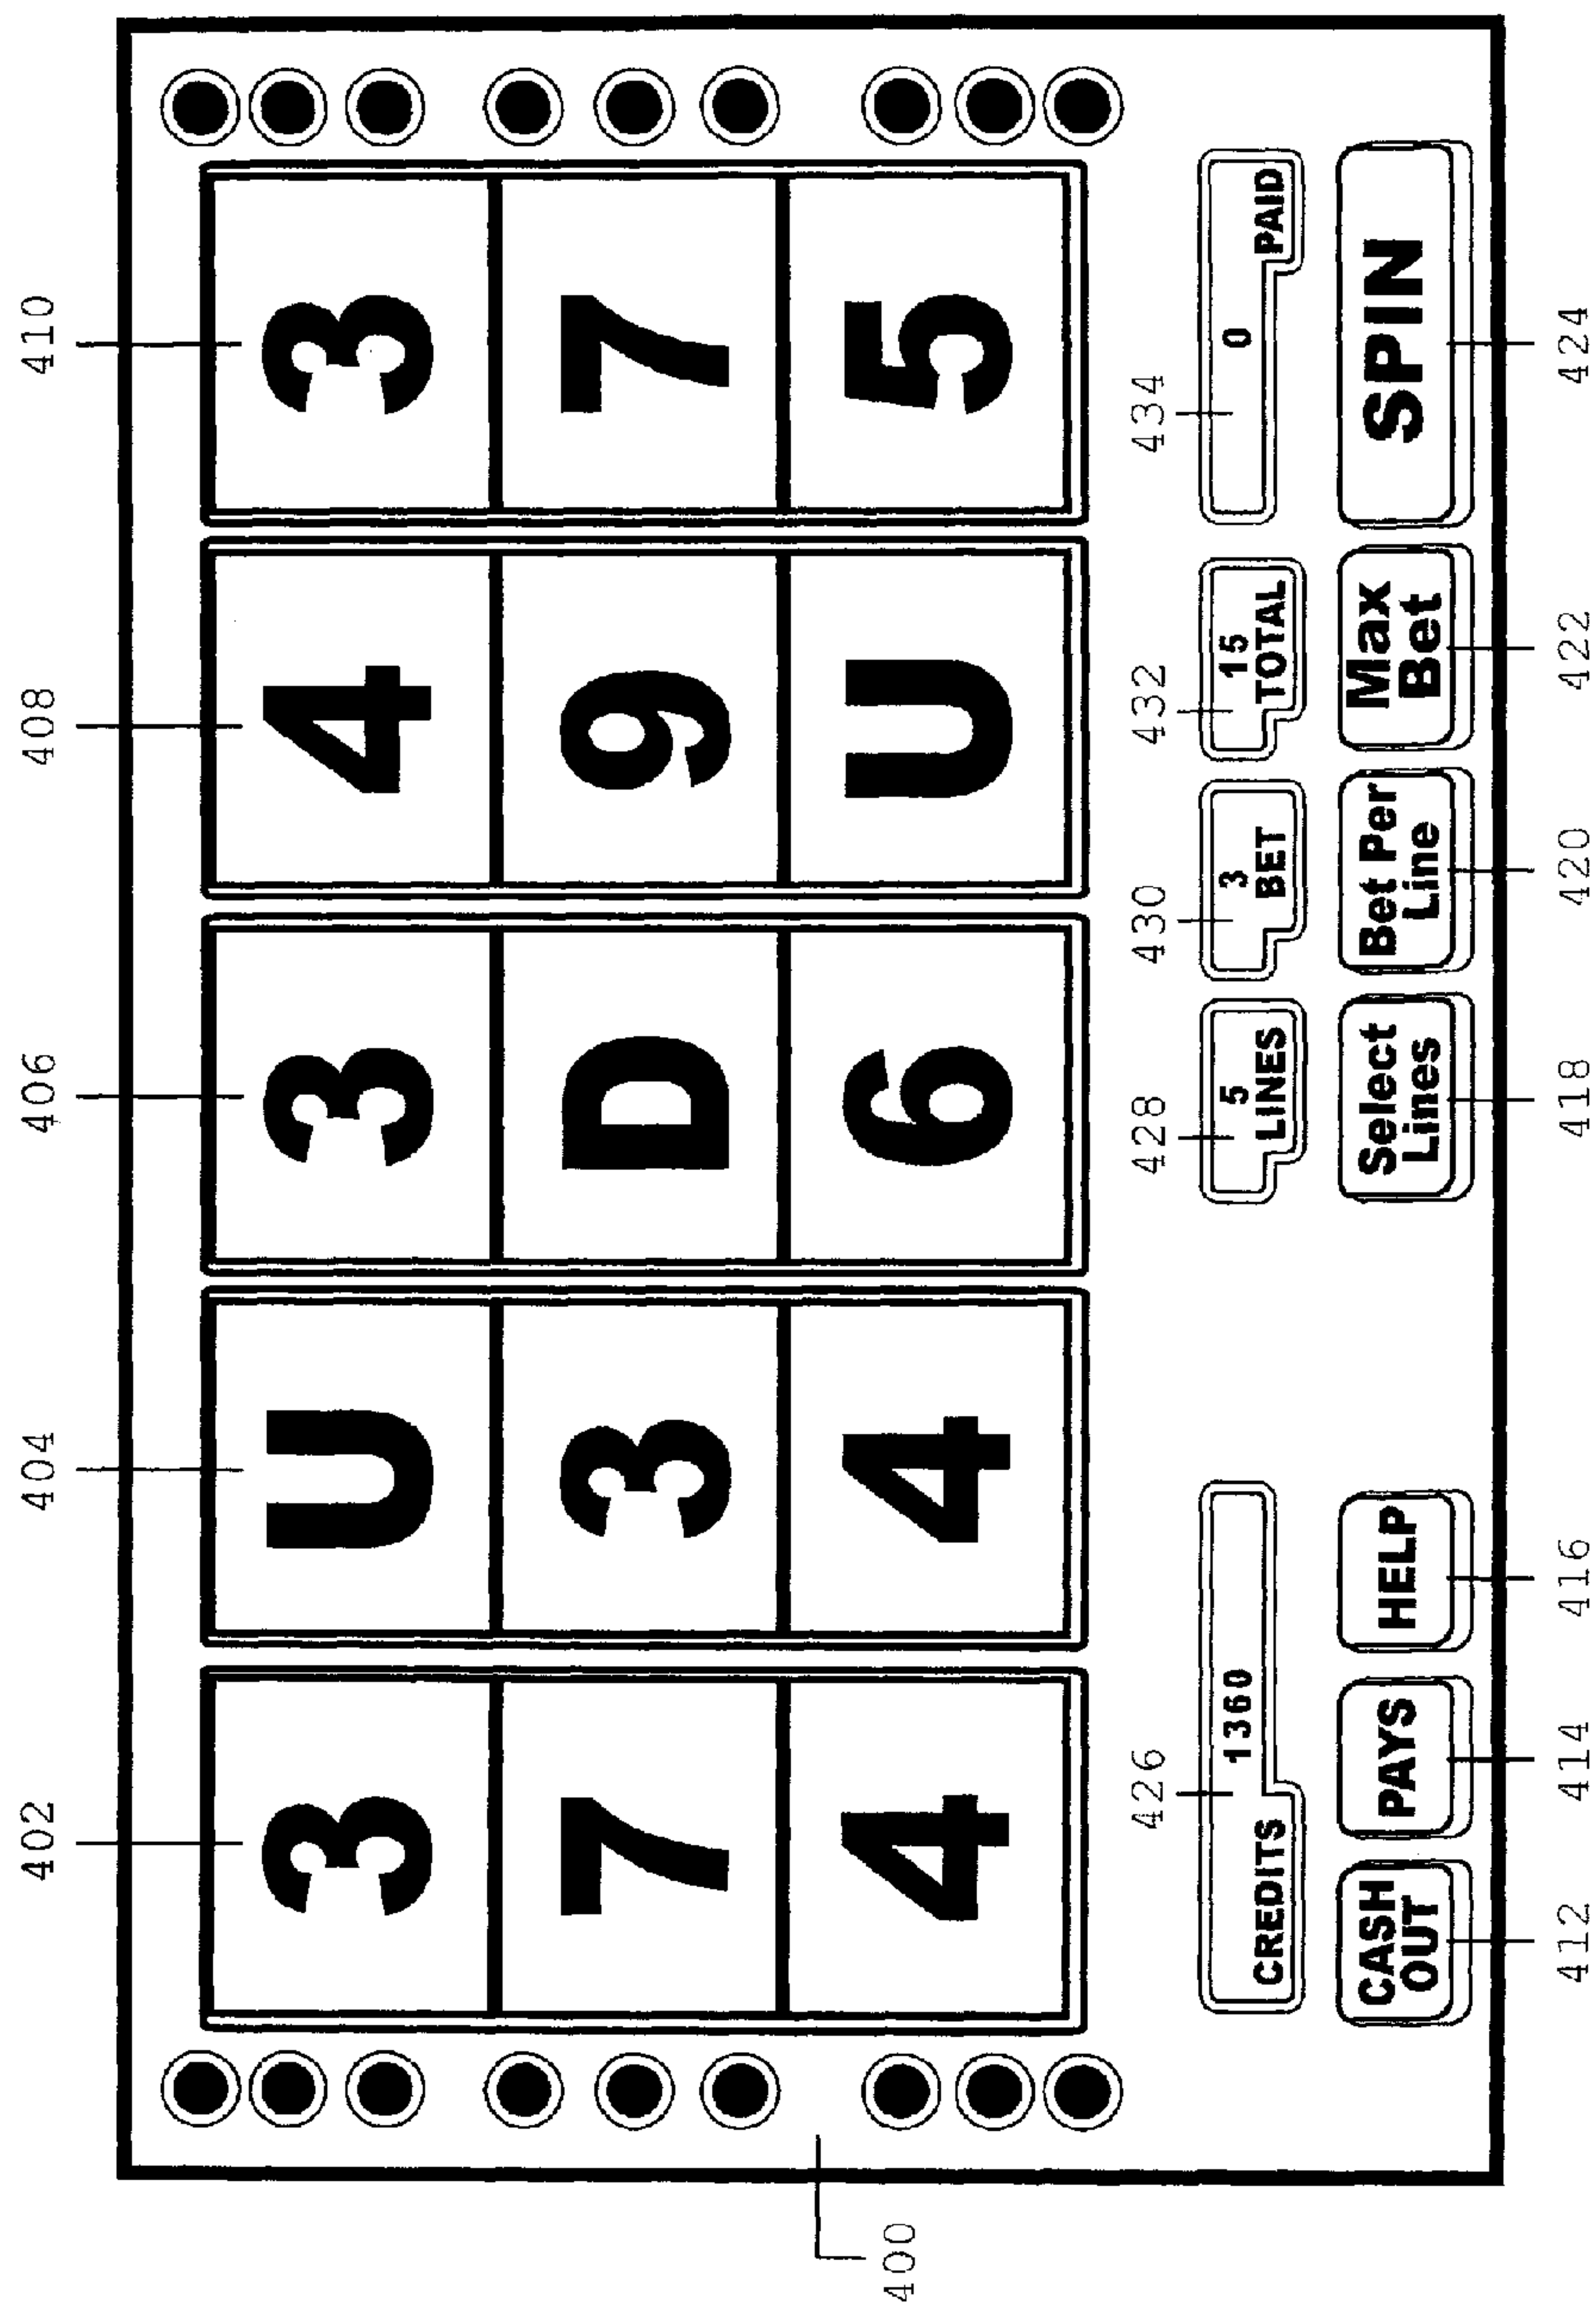 402 404 406 408 410
3 U 3 4 3
7 3 D 9 7
4 4 6 U 5
400
426 428 430 432 434
1360 5 3 15 0
CREDITS LINES BET TOTAL PAID
CASH OUT
PAYS
HELP
Select Lines
Bet Per Line
Max Bet
SPIN
412 414 416 418 420 422 424